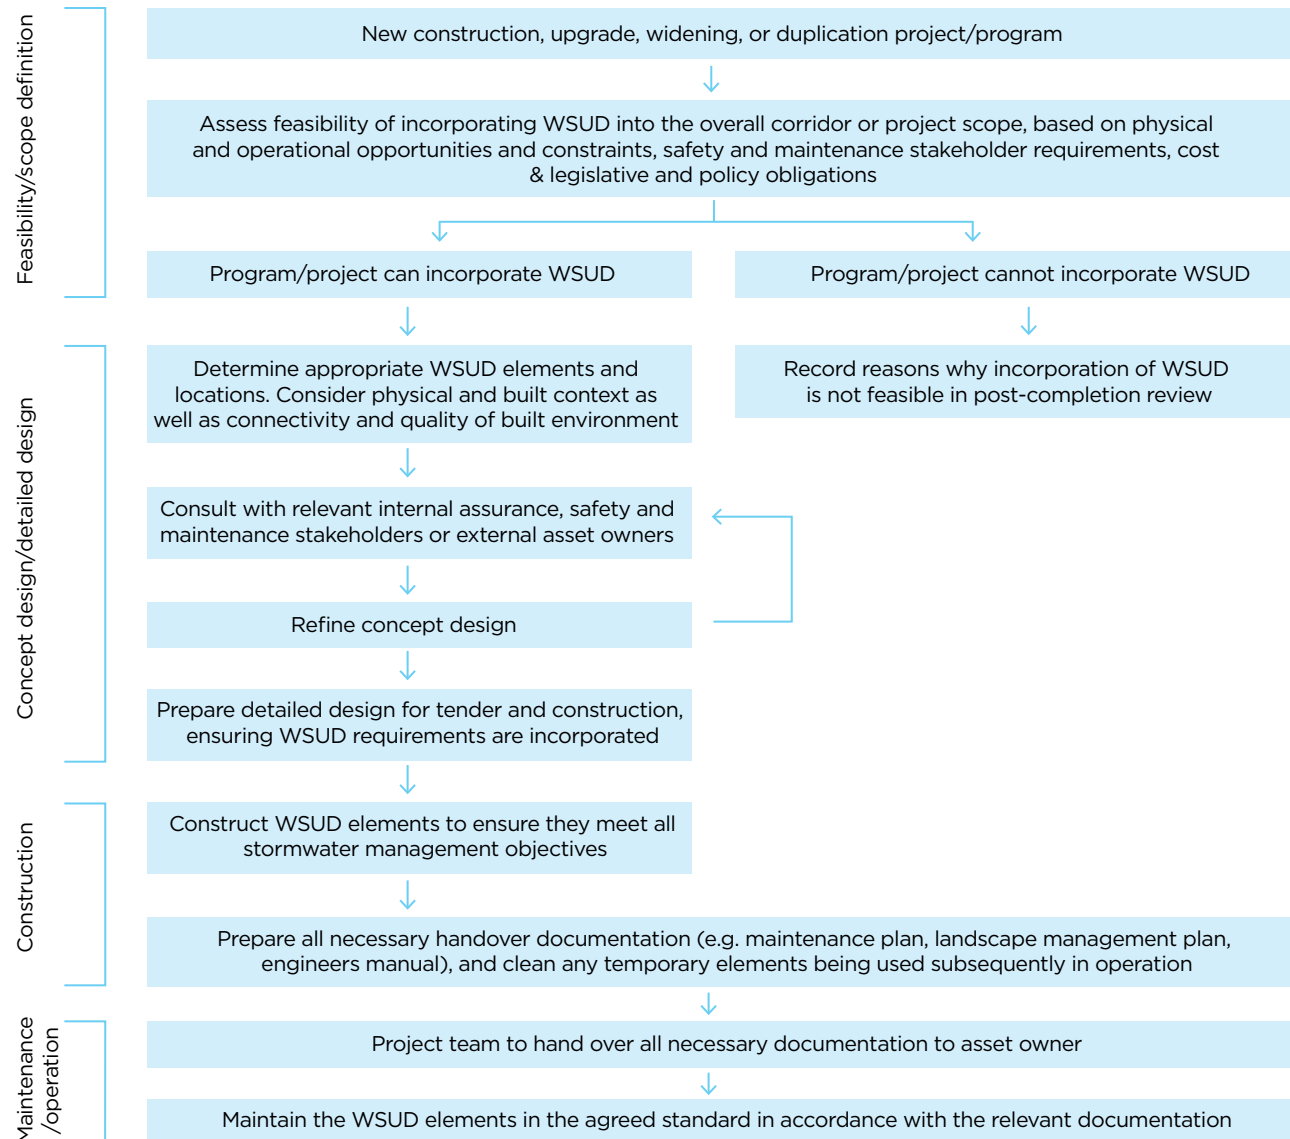 Feasibility/scope definition
New construction, upgrade, widening, or duplication project/program
Assess feasibility of incorporating WSUD into the overall corridor or project scope, based on physical
and operational opportunities and constraints, safety and maintenance stakeholder requirements, cost
& legislative and policy obligations
Program/project can incorporate WSUD
Program/project cannot incorporate WSUD
Concept design/detailed design
Determine appropriate WSUD elements and
locations. Consider physical and built context as
well as connectivity and quality of built environment
Record reasons why incorporation of WSUD
is not feasible in post-completion review
Consult with relevant internal assurance, safety and
maintenance stakeholders or external asset owners
Refine concept design
Prepare detailed design for tender and construction,
ensuring WSUD requirements are incorporated
Construction
Construct WSUD elements to ensure they meet all
stormwater management objectives
Prepare all necessary handover documentation (e.g. maintenance plan, landscape management plan,
engineers manual), and clean any temporary elements being used subsequently in operation
Maintenance
/operation
Project team to hand over all necessary documentation to asset owner
Maintain the WSUD elements in the agreed standard in accordance with the relevant documentation